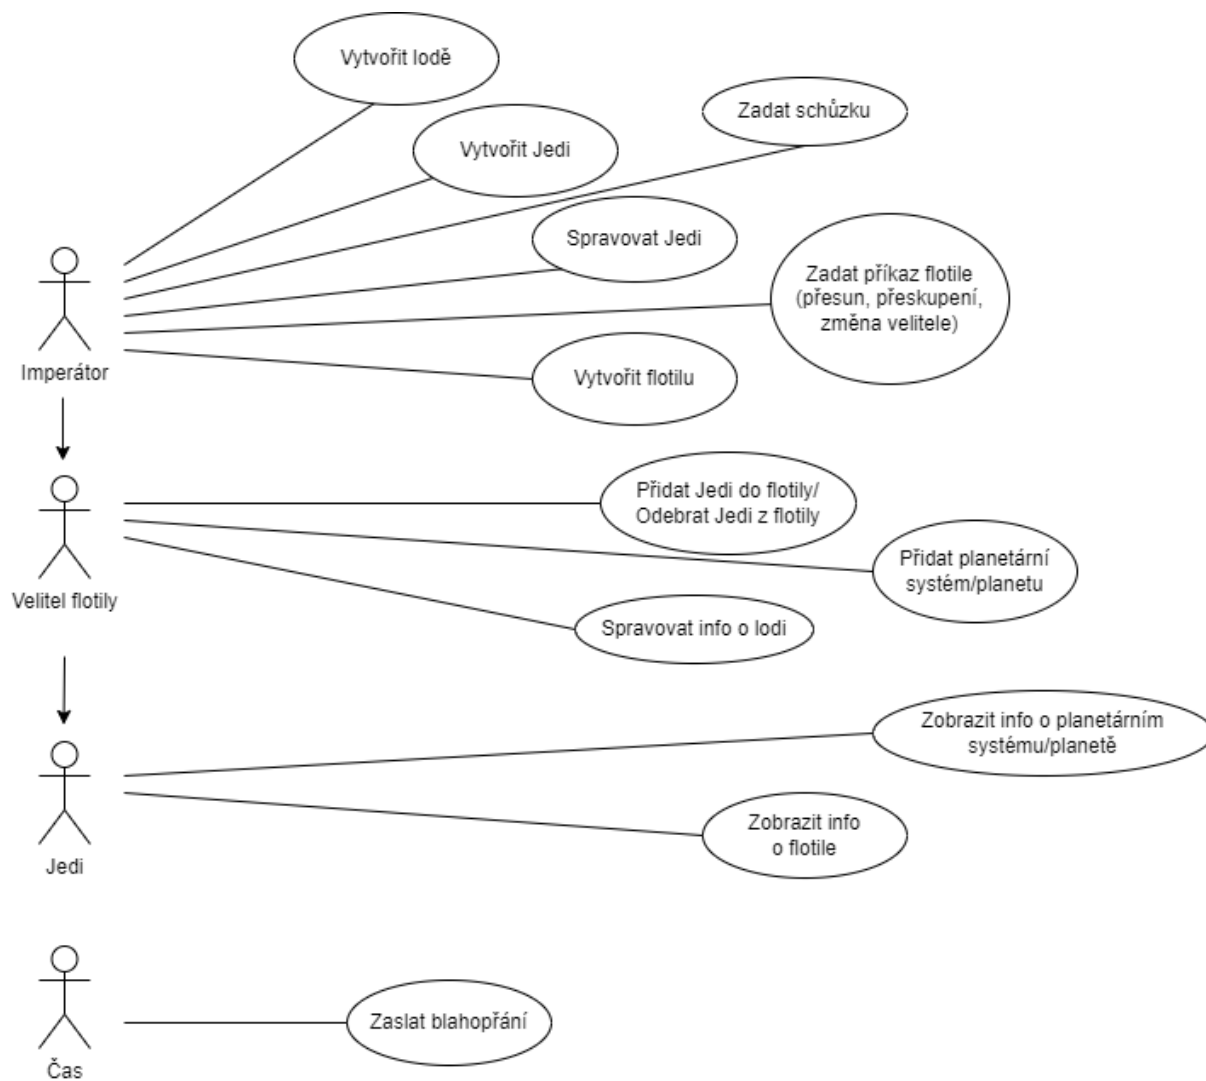 Vytvořit lodě
Zadat schůzku
Vytvořit Jedi
Spravovat Jedi
Zadat příkaz flotile
(přesun, přeskupení,
změna velitele)
Imperátor
Vytvořit flotilu
Přidat Jedi do flotily/
Odebrat Jedi z flotily
Přidat planetární
systém/planetu
Velitel flotily
Spravovat info o lodi
Zobrazit info o planetárním
systému/planetě
Zobrazit info
o flotile
Jedi
Zaslat blahopřání
Čas